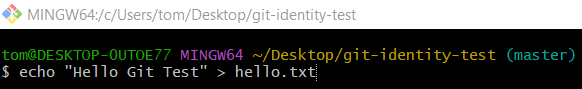 MINGW64:/c/Users/tom/Desktop/git-identity-test
tom@DESKTOP-OUTOE77 MINGW64 ~/Desktop/git-identity-test (master)
$ echo "Hello Git Test" > hello.txt